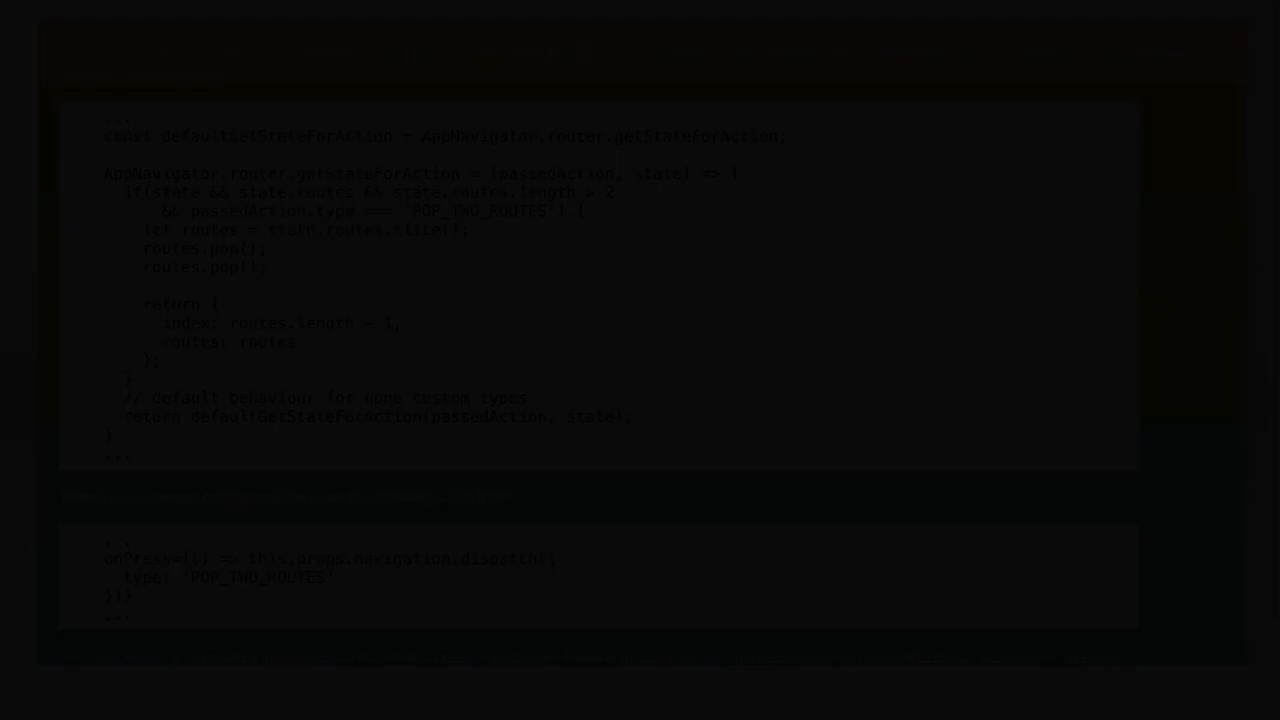 ...
const defaultGetStateForAction = AppNavigator.router.getStateForAction;
AppNavigator.router.getStateForAction = (passedAction, state) => {
if(state && state.routes && state.routes.length > 2
&& passedAction.type === 'POP_TWO_ROUTES') {
let routes = state.routes.slice();
routes.pop();
routes.pop();
return {
index: routes.length - 1,
routes: routes
};
}
// default behaviour for none custom types
return defaultGetStateForAction(passedAction, state);
}
...
...
onPress={() => this.props.navigation.dispatch({
type: 'POP_TWO_ROUTES'
})}
...